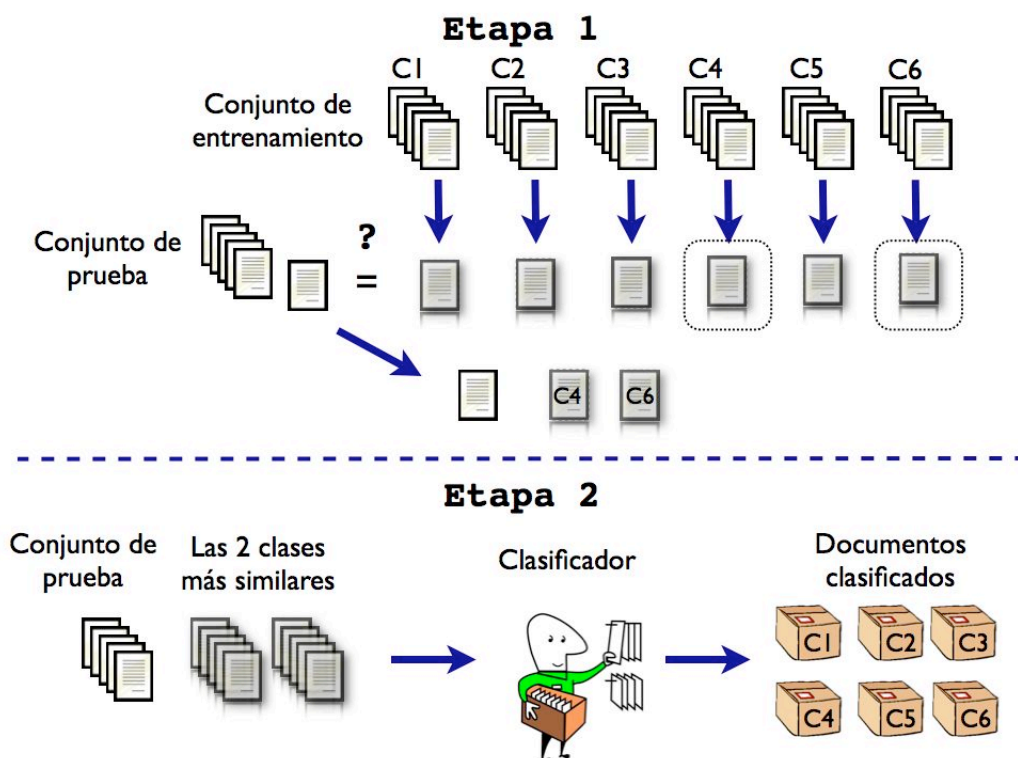 Etapa 1
C1 C2 C3 C4 C5 C6
Conjunto de
entrenamiento
Conjunto de
prueba
?
=
C4 C6
Etapa 2
Conjunto de
prueba
Las 2 clases
más similares
Clasificador
Documentos
clasificados
C1 C2 C3
C4 C5 C6